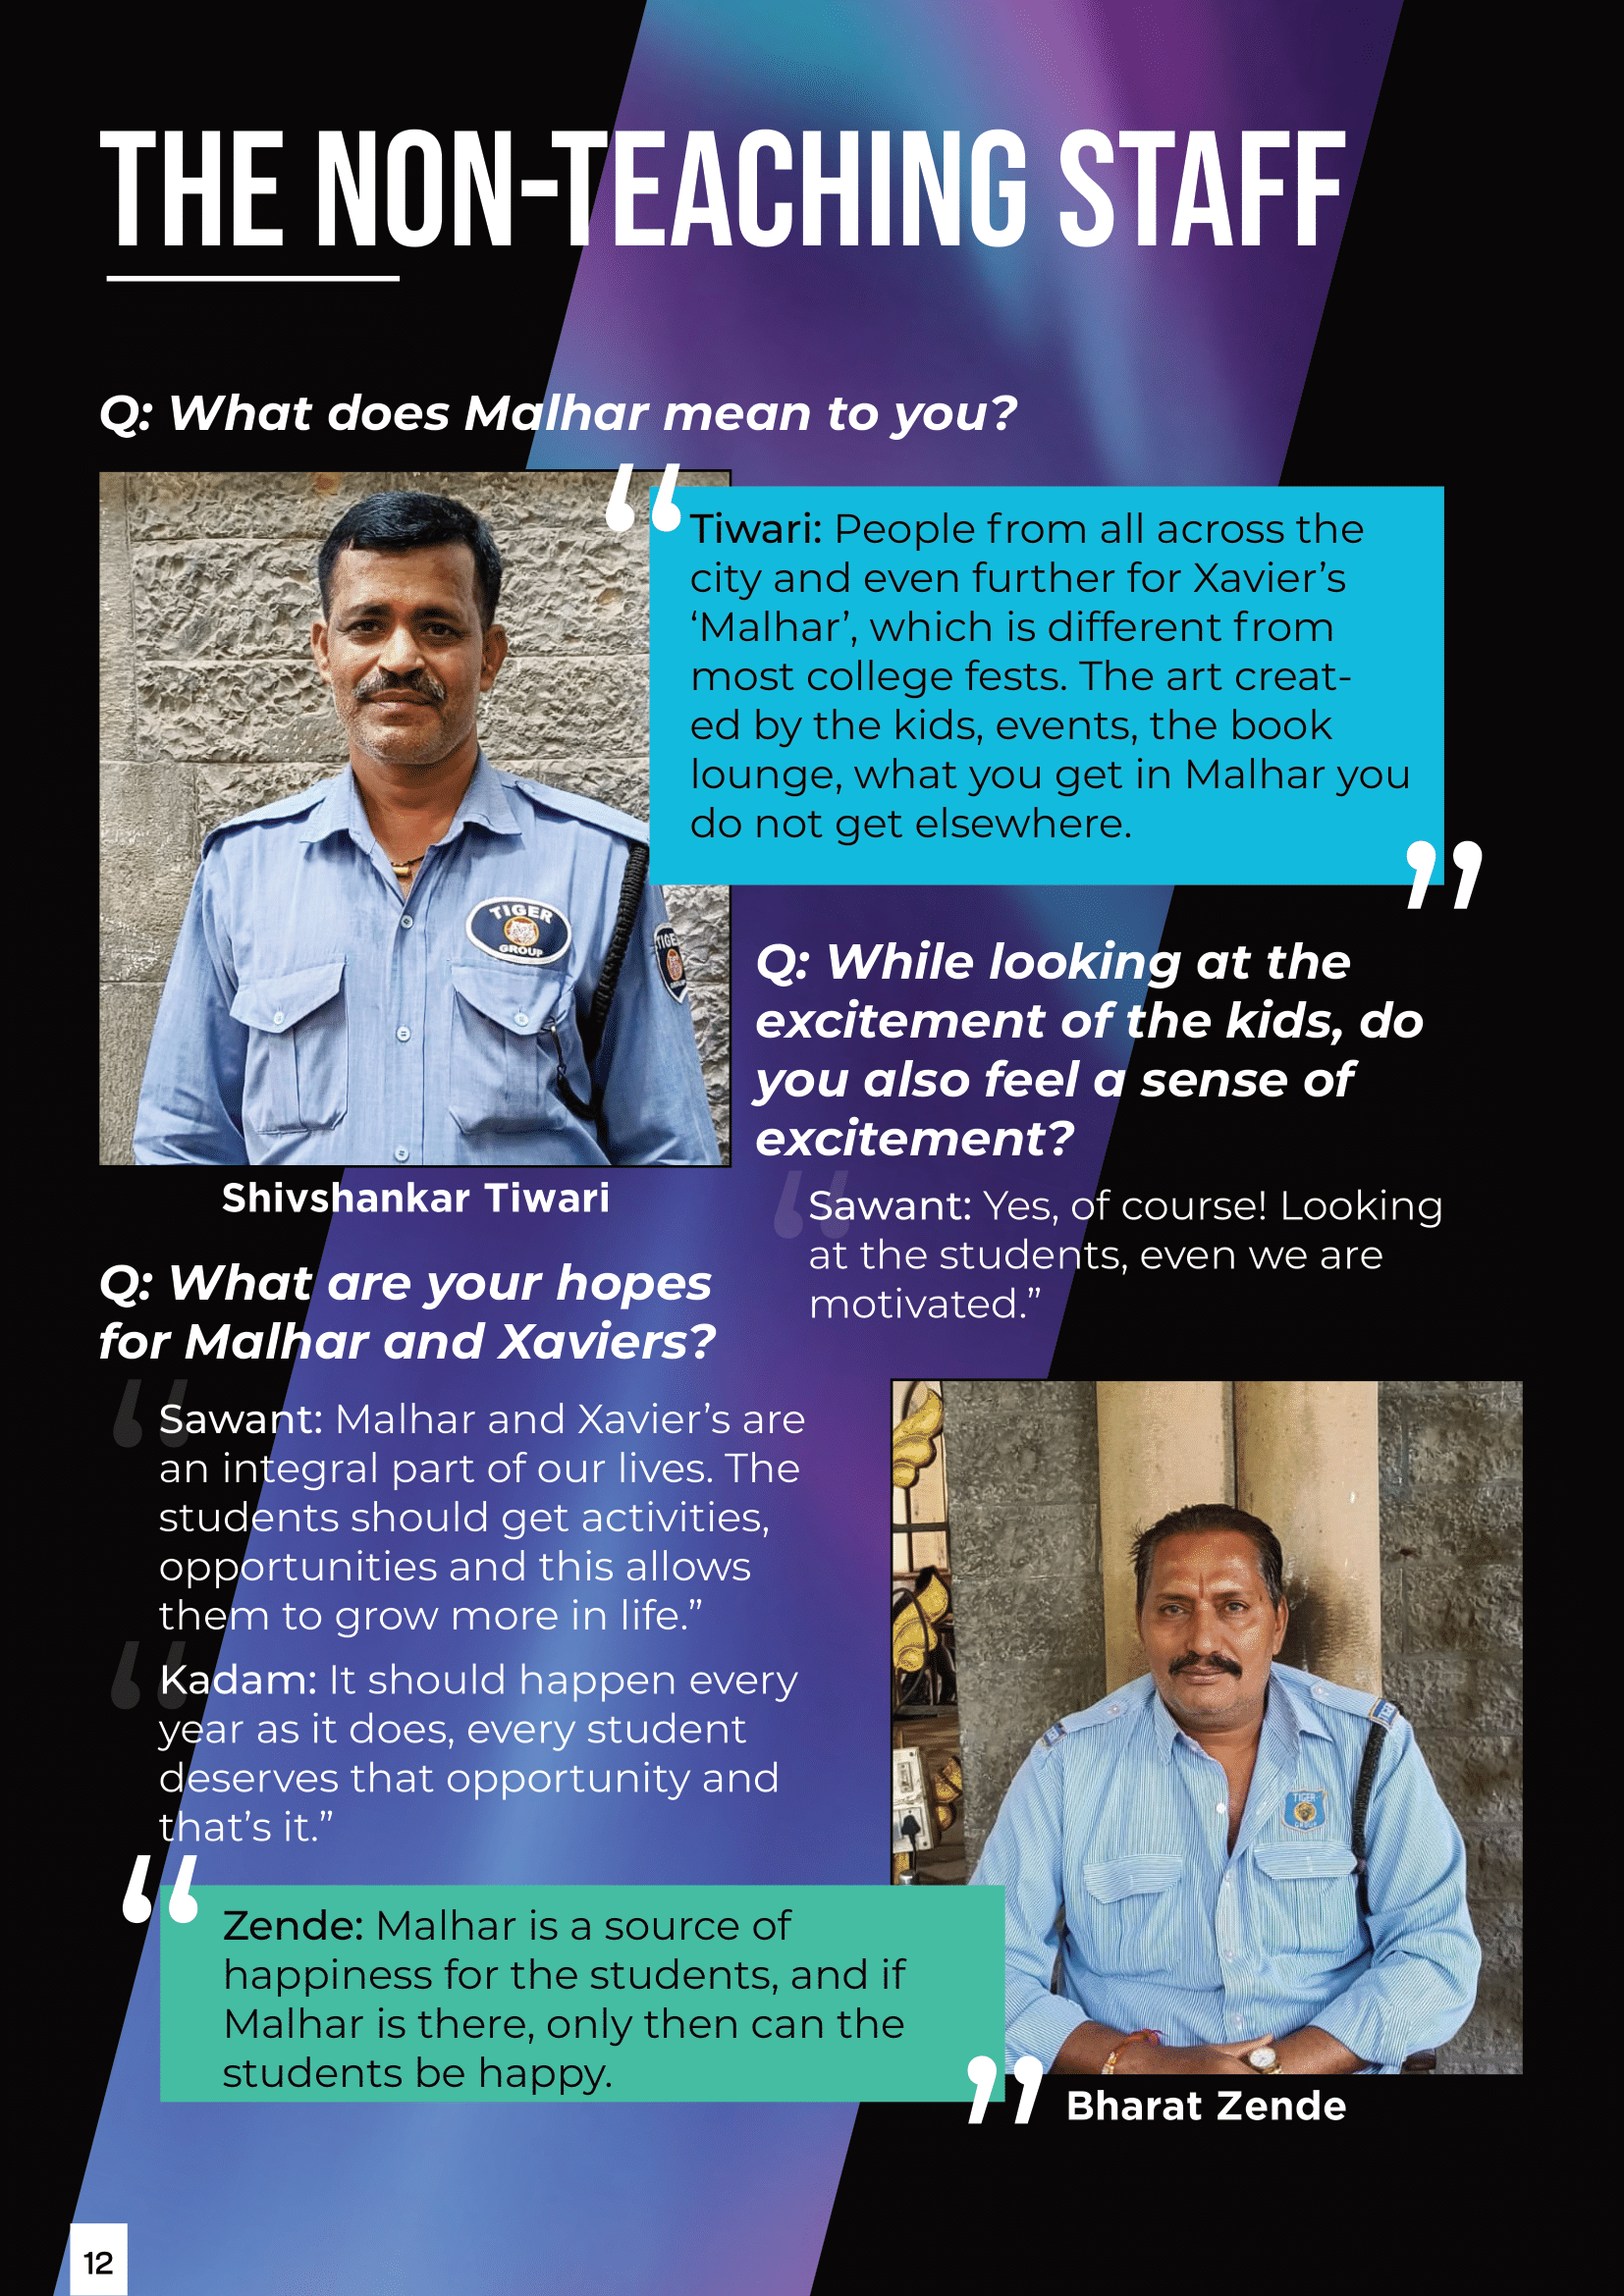 THE NON-TEACHING STAFF
Q: What does Malhar mean to you?
“
Tiwari: People from all across the
city and even further for Xavier’s
‘Malhar’, which is different from
most college fests. The art creat-
ed by the kids, events, the book
lounge, what you get in Malhar you
do not get elsewhere.
”
TIGER
GROUP
TIGE
Shivshankar Tiwari
Q: While looking at the
excitement of the kids, do
you also feel a sense of
excitement?
“
Sawant: Yes, of course! Looking
at the students, even we are
motivated.”
Q: What are your hopes
for Malhar and Xaviers?
“
Sawant: Malhar and Xavier’s are
an integral part of our lives. The
students should get activities,
opportunities and this allows
them to grow more in life.”
“
Kadam: It should happen every
year as it does, every student
deserves that opportunity and
that’s it.”
“
Zende: Malhar is a source of
happiness for the students, and if
Malhar is there, only then can the
students be happy.
”
TIGER
GROUP
Bharat Zende
12